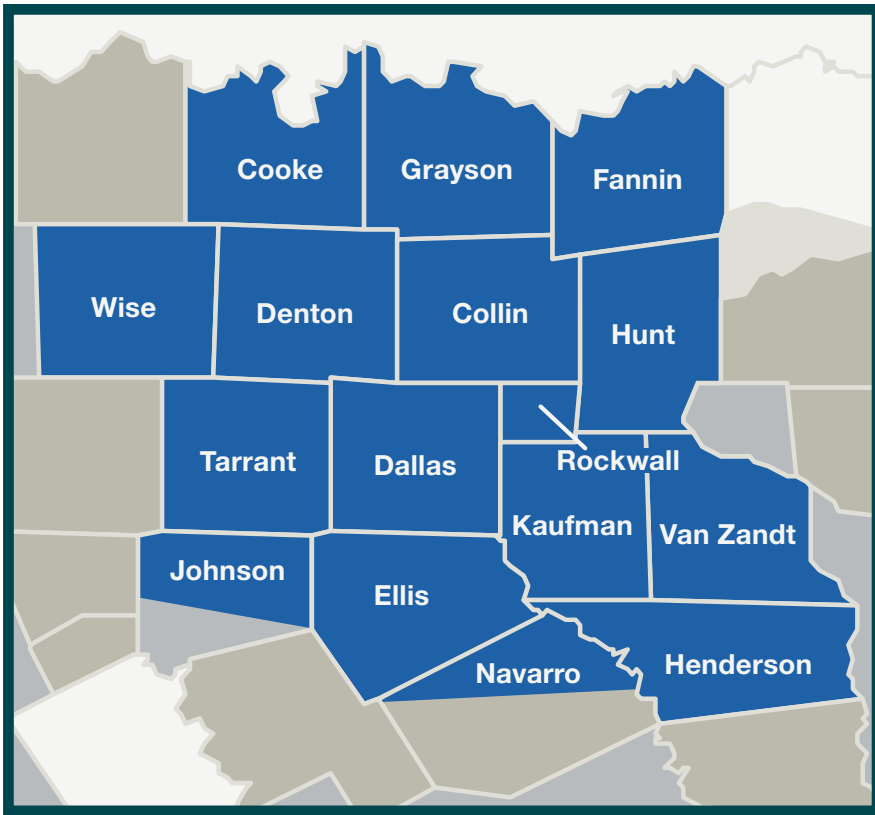 Cooke
Grayson
Fannin
Wise
Denton
Collin
Hunt
Tarrant
Dallas
Rockwall
Kaufman
Van Zandt
Johnson
Ellis
Navarro
Henderson